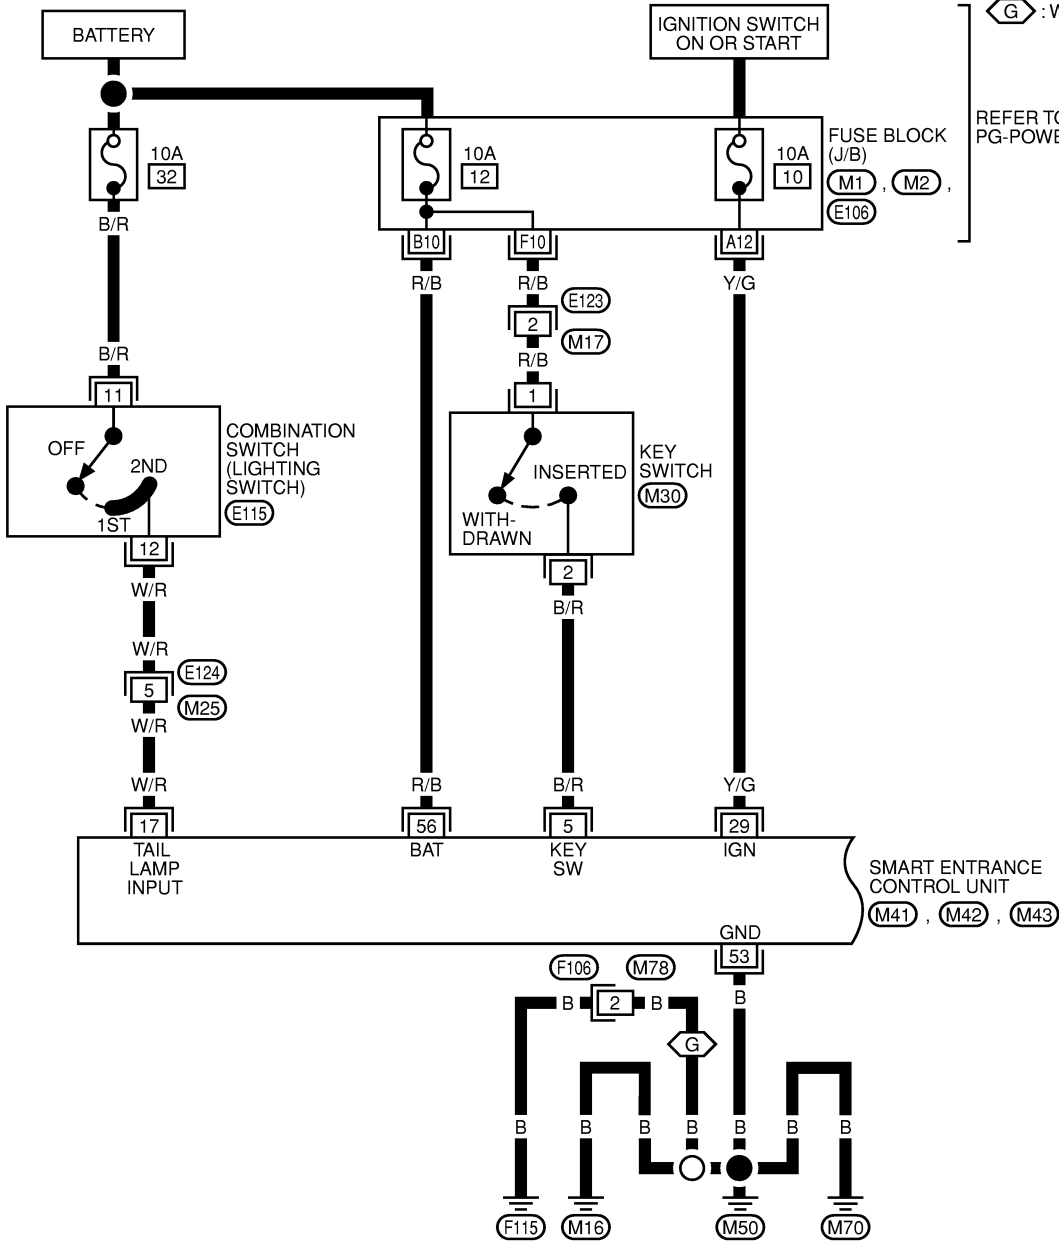 BATTERY
IGNITION SWITCH
ON OR START
G : W
REFER TO
PG-POWE
10A
32
10A
12
10A
10
FUSE BLOCK
(J/B)
M1 , M2 ,
E106
B/R
B10
F10
A12
R/B
R/B
Y/G
E123
2
M17
B/R
R/B
11
1
OFF
2ND
1ST
COMBINATION
SWITCH
(LIGHTING
SWITCH)
E115
INSERTED
WITH-
DRAWN
KEY
SWITCH
M30
12
2
W/R
B/R
W/R
E124
5
M25
W/R
W/R
R/B
B/R
Y/G
17
56
5
29
TAIL
LAMP
INPUT
BAT
KEY
SW
IGN
SMART ENTRANCE
CONTROL UNIT
M41 , M42 , M43
GND
53
F106
M78
B
2
B
B
G
B
B
B
B
B
B
B
F115
M16
M50
M70